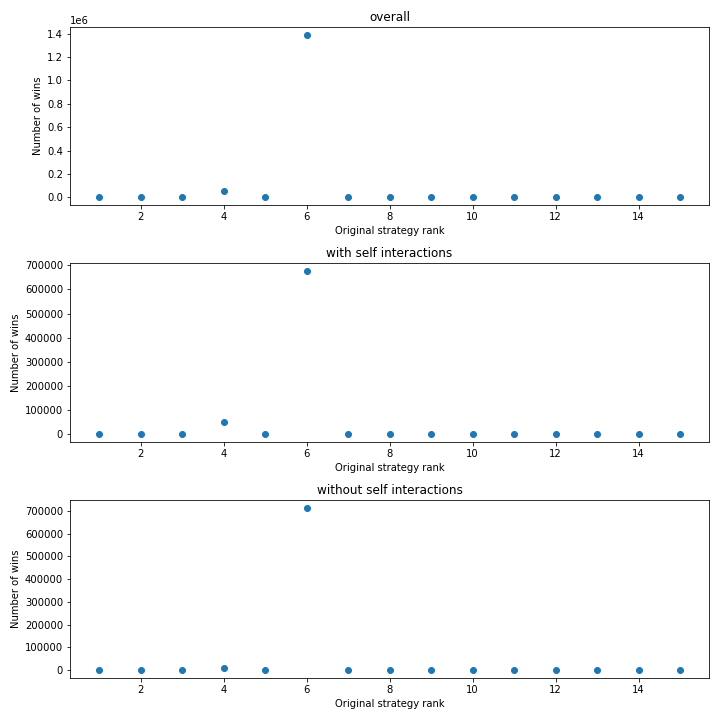 overall
1e6
1.4
1.2
1.0
0.8
0.6
0.4
0.2
0.0
Number of wins
2 4 6 8 10 12 14
Original strategy rank
with self interactions
700000
600000
500000
400000
300000
200000
100000
0
Number of wins
2 4 6 8 10 12 14
Original strategy rank
without self interactions
700000
600000
500000
400000
300000
200000
100000
0
Number of wins
2 4 6 8 10 12 14
Original strategy rank